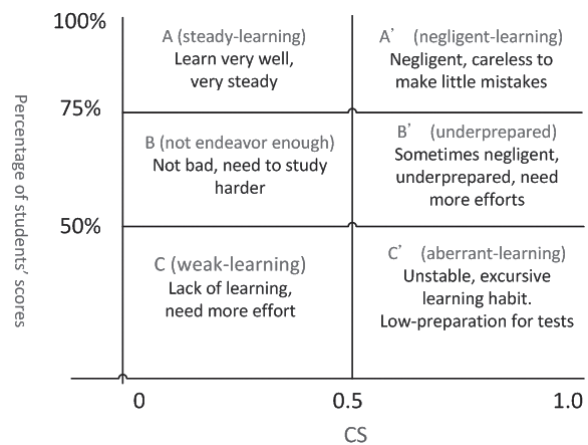 100%
A (steady-learning)
Learn very well,
very steady
A’ (negligent-learning)
Negligent, careless to
make little mistakes
75%
B (not endeavor enough)
Not bad, need to study
harder
B’ (underprepared)
Sometimes negligent,
underprepared, need
more efforts
50%
C (weak-learning)
Lack of learning,
need more effort
C’ (aberrant-learning)
Unstable, excursive
learning habit.
Low-preparation for tests
Percentage of students’ scores
0
0.5
1.0
CS